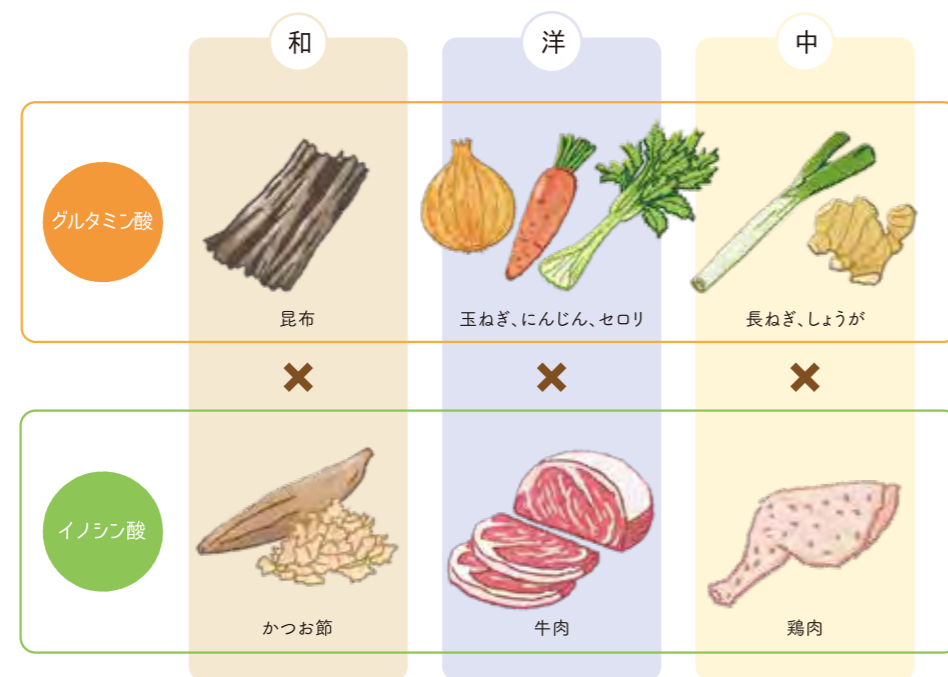 和
洋
中
グルタミン酸
昆布
玉ねぎ、にんじん、セロリ
長ねぎ、しょうが
×
×
×
イノシン酸
かつお節
牛肉
鶏肉